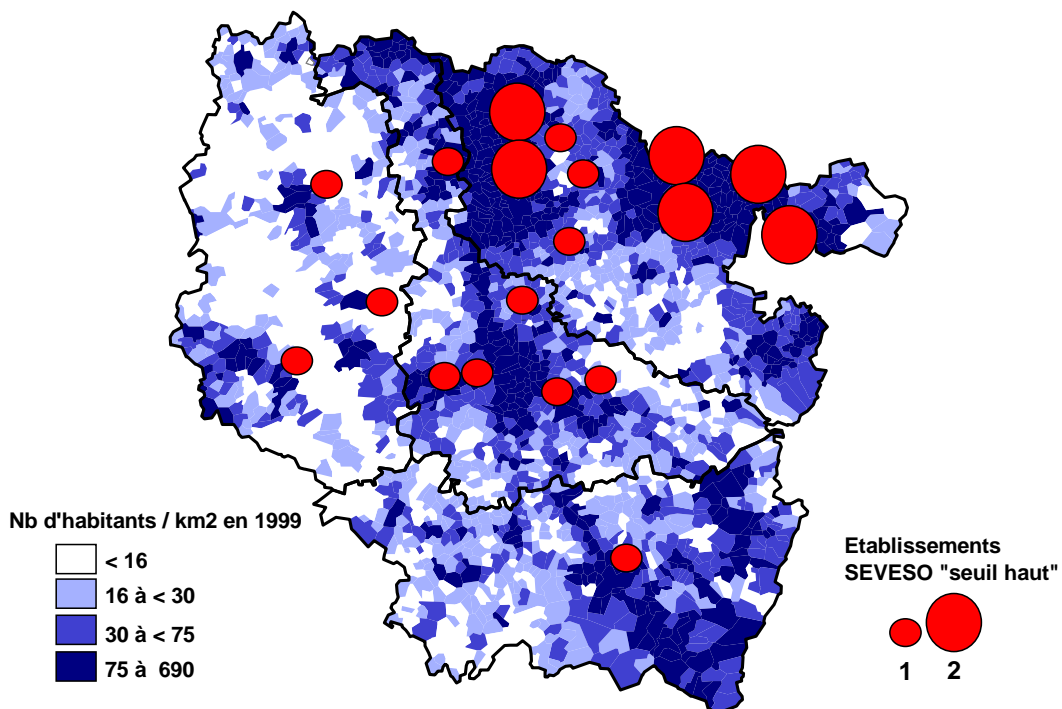 Nb d'habitants / km2 en 1999
< 16
16 à < 30
30 à < 75
75 à 690
Etablissements
SEVESO "seuil haut"
1 2